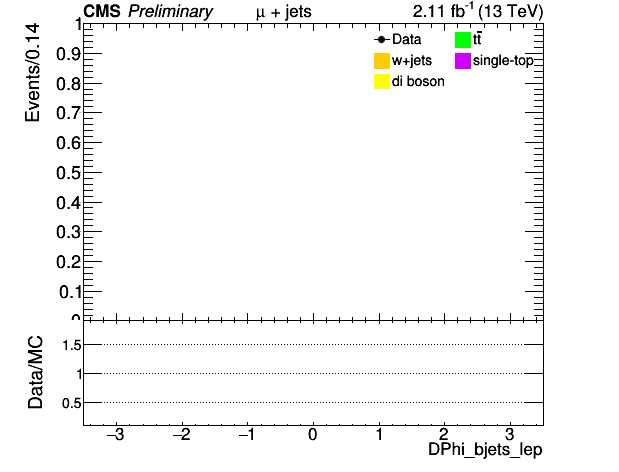 CMS Preliminary μ + jets 2.11 fb⁻¹ (13 TeV)
Events/0.14
1
0.9
0.8
0.7
0.6
0.5
0.4
0.3
0.2
0.1
0
Data
tt̄
w+jets
single-top
di boson
Data/MC
1.5
1
0.5
−3 −2 −1 0 1 2 3
DPhi_bjets_lep